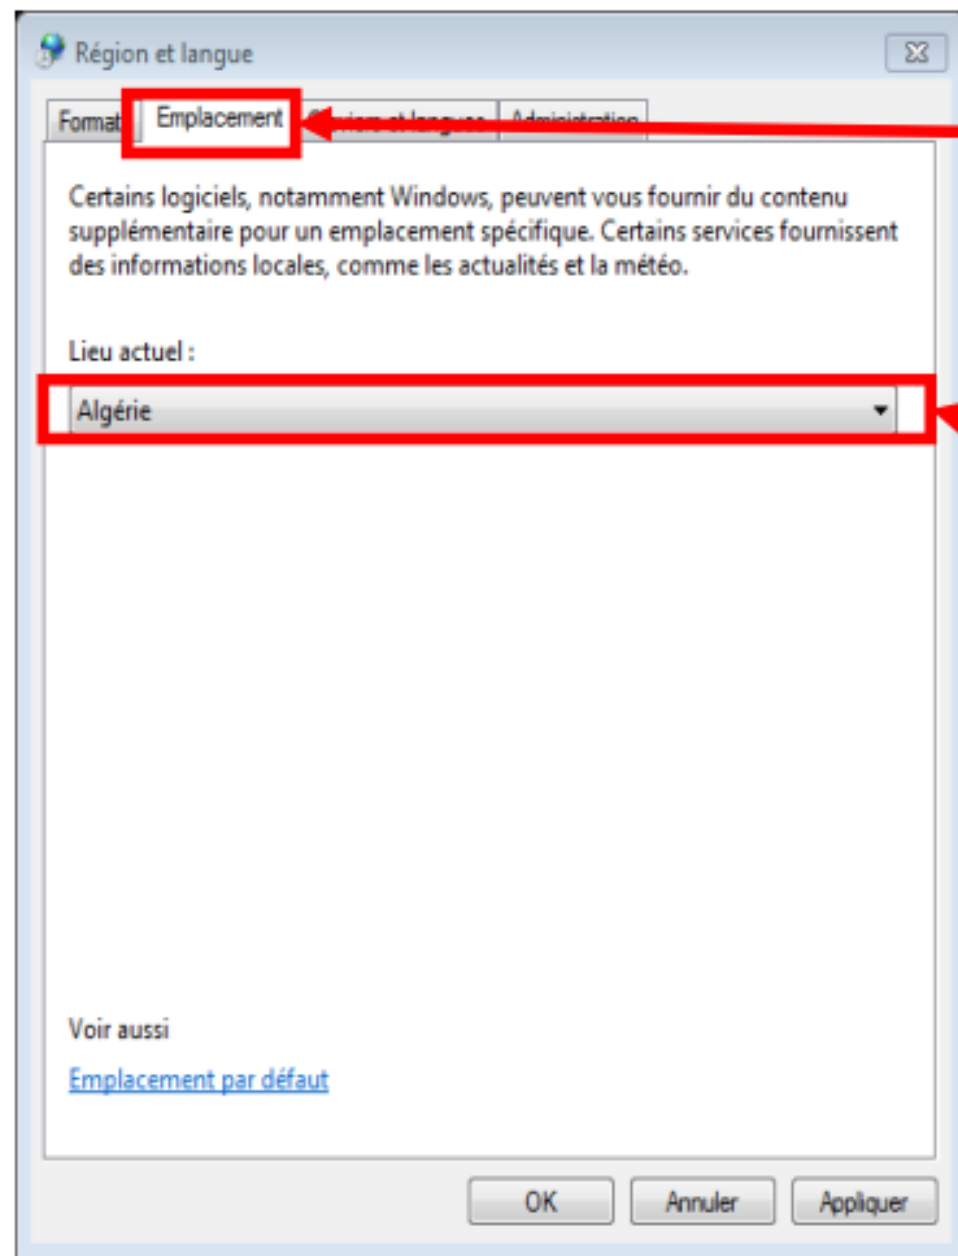 Région et langue
Format Emplacement et langues Administration
Certains logiciels, notamment Windows, peuvent vous fournir du contenu
supplémentaire pour un emplacement spécifique. Certains services fournissent
des informations locales, comme les actualités et la météo.
Lieu actuel :
Algérie
Voir aussi
Emplacement par défaut
OK Annuler Appliquer